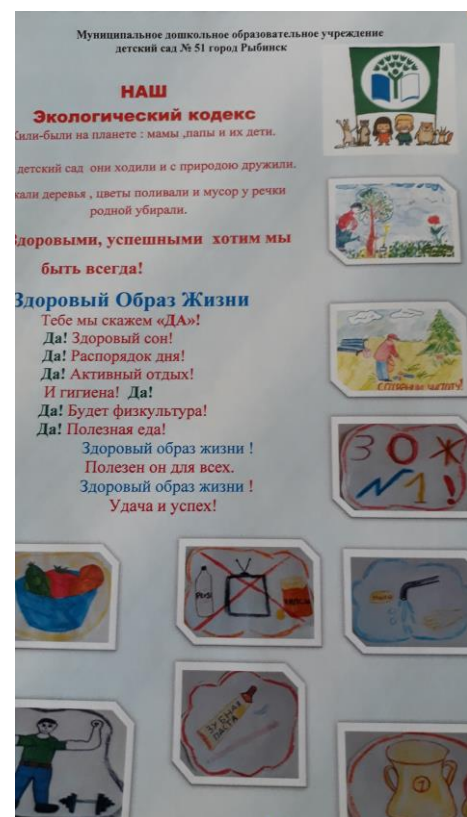 Муниципальное дошкольное образовательное учреждение
детский сад № 51 город Рыбинск
НАШ
Экологический кодекс
Жили-были на планете : мамы ,папы и их дети.
детский сад они ходили и с природою дружили.
деревья , цветы поливали и мусор у речки
родной убирали.
Здоровыми, успешными хотим мы
быть всегда!
Здоровый Образ Жизни
Тебе мы скажем «ДА»!
Да! Здоровый сон!
Да! Распорядок дня!
Да! Активный отдых!
И гигиена! Да!
Да! Будет физкультура!
Да! Полезная еда!
Здоровый образ жизни !
Полезен он для всех.
Здоровый образ жизни !
Удача и успех!
ЗОЖ
№1!
ЗУБНАЯ
ПАСТА
1